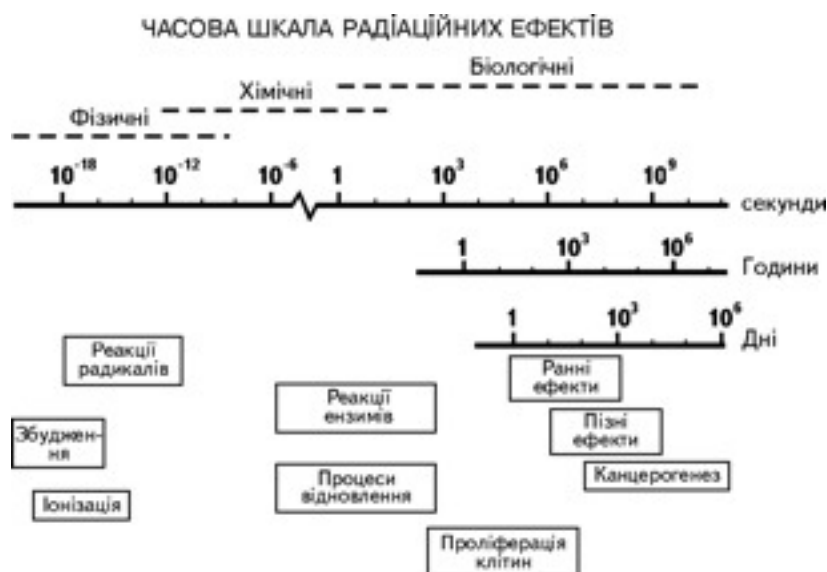 ЧАСОВА ШКАЛА РАДІАЦІЙНИХ ЕФЕКТІВ
Біологічні
Хімічні
Фізичні
10⁻¹⁸ 10⁻¹² 10⁻⁶ 1 10³ 10⁶ 10⁹
секунди
1 10³ 10⁶
Години
1 10³ 10⁶
Дні
Реакції
радикалів
Ранні
ефекти
Реакції
ензимів
Збуджен-
ня
Пізні
ефекти
Процеси
відновлення
Канцерогенез
Іонізація
Проліферація
клітин